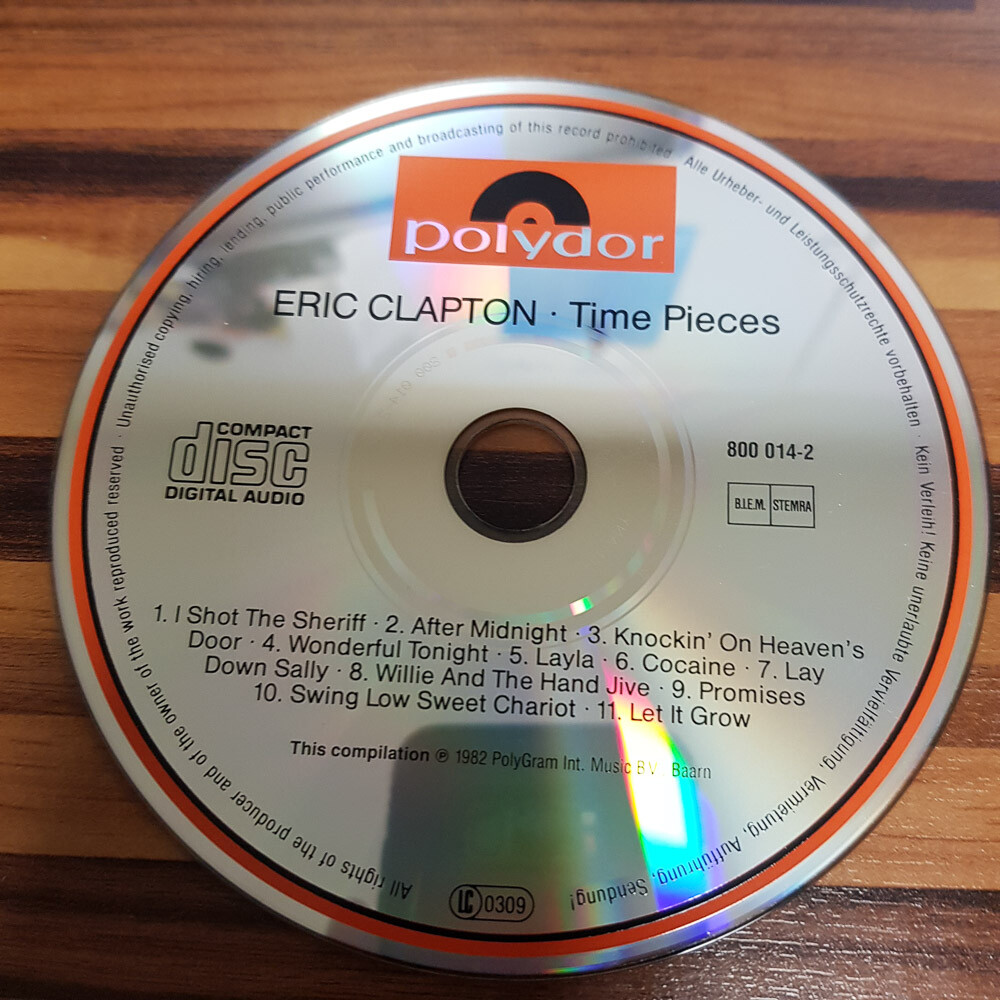 polydor
ERIC CLAPTON · Time Pieces
COMPACT
disc
DIGITAL AUDIO
800 014-2
B.I.E.M. STEMRA
1. I Shot The Sheriff · 2. After Midnight · 3. Knockin' On Heaven's
Door · 4. Wonderful Tonight · 5. Layla · 6. Cocaine · 7. Lay
Down Sally · 8. Willie And The Hand Jive · 9. Promises
10. Swing Low Sweet Chariot · 11. Let It Grow
This compilation ℗ 1982 PolyGram Int. Music B.V. Baarn
LC 0309
All rights of the producer and of the owner of the work reproduced reserved · Unauthorised copying, hiring, lending, public performance and broadcasting of this record prohibited Alle Urheber- und Leistungsschutzrechte vorbehalten · Kein Verleih! Keine unerlaubte Vervielfältigung, Vermietung, Aufführung, Sendung!